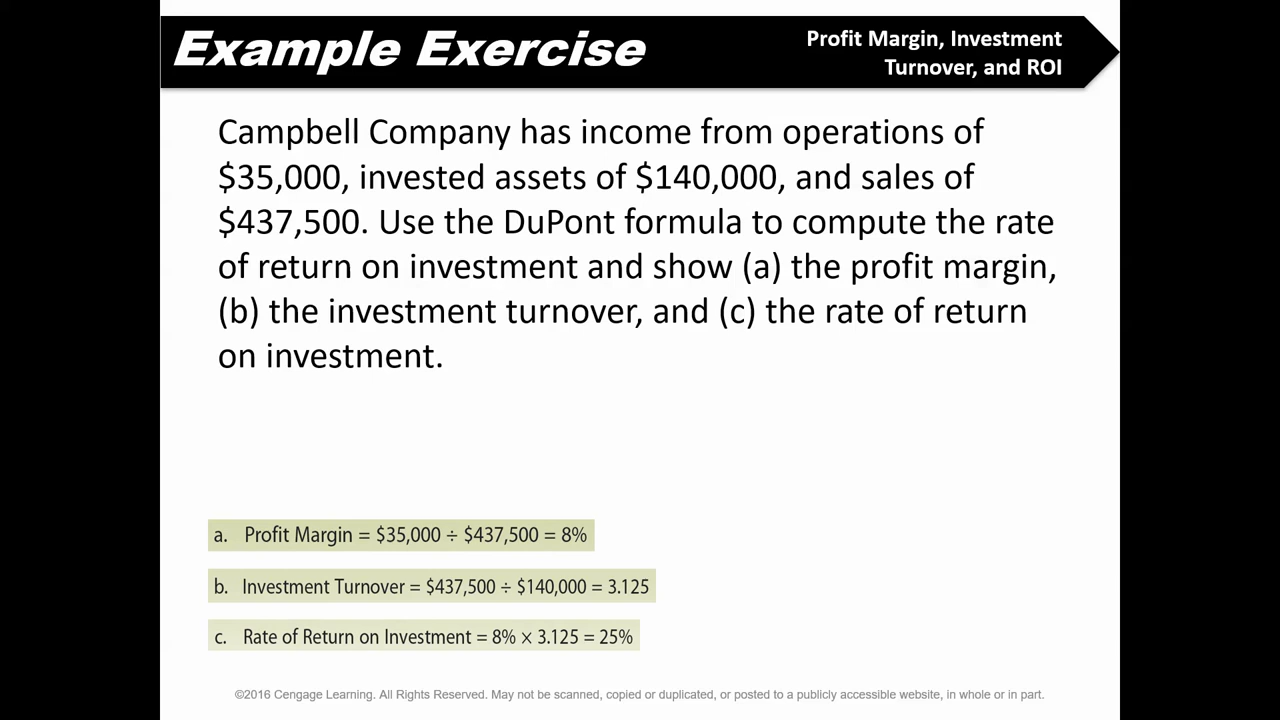 Example Exercise
Profit Margin, Investment
Turnover, and ROI
Campbell Company has income from operations of
$35,000, invested assets of $140,000, and sales of
$437,500. Use the DuPont formula to compute the rate
of return on investment and show (a) the profit margin,
(b) the investment turnover, and (c) the rate of return
on investment.
a. Profit Margin = $35,000 ÷ $437,500 = 8%
b. Investment Turnover = $437,500 ÷ $140,000 = 3.125
c. Rate of Return on Investment = 8% × 3.125 = 25%
©2016 Cengage Learning. All Rights Reserved. May not be scanned, copied or duplicated, or posted to a publicly accessible website, in whole or in part.